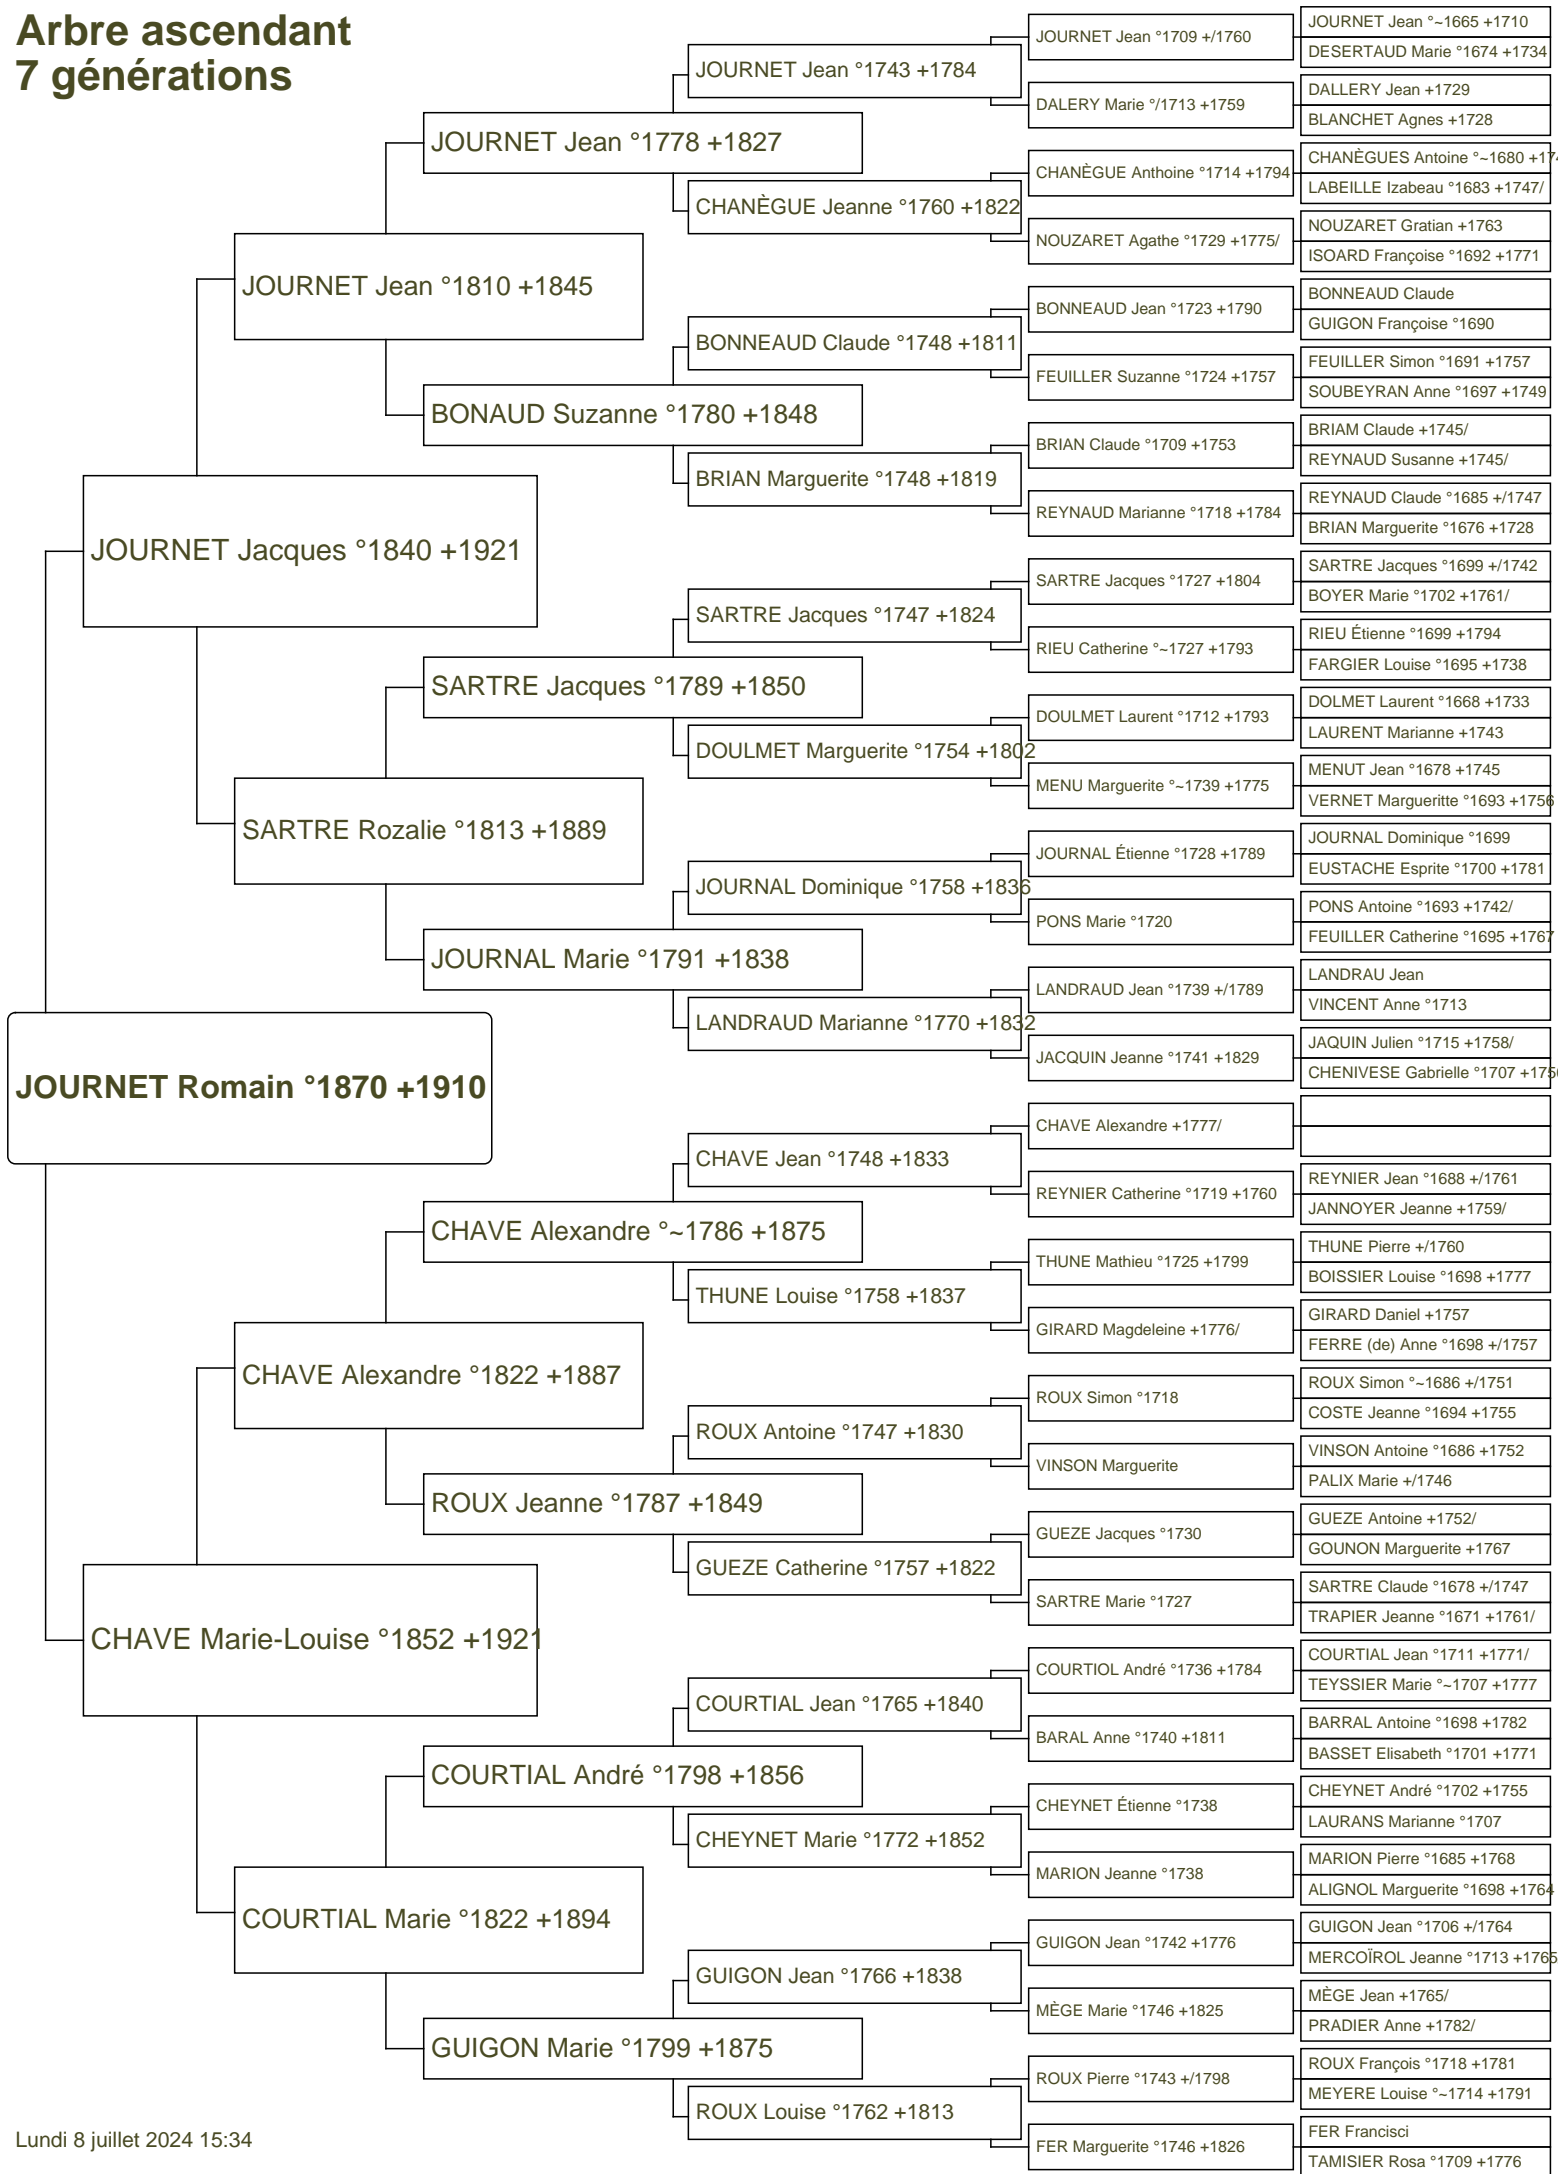 Arbre ascendant
7 générations
JOURNET Romain °1870 +1910
JOURNET Jacques °1840 +1921
CHAVE Marie-Louise °1852 +1921
JOURNET Jean °1810 +1845
SARTRE Rozalie °1813 +1889
CHAVE Alexandre °1822 +1887
COURTIAL Marie °1822 +1894
JOURNET Jean °1778 +1827
BONAUD Suzanne °1780 +1848
SARTRE Jacques °1789 +1850
JOURNAL Marie °1791 +1838
CHAVE Alexandre °~1786 +1875
ROUX Jeanne °1787 +1849
COURTIAL André °1798 +1856
GUIGON Marie °1799 +1875
JOURNET Jean °1743 +1784
CHANÈGUE Jeanne °1760 +1822
BONNEAUD Claude °1748 +1811
BRIAN Marguerite °1748 +1819
SARTRE Jacques °1747 +1824
DOULMET Marguerite °1754 +1802
JOURNAL Dominique °1758 +1836
LANDRAUD Marianne °1770 +1832
CHAVE Jean °1748 +1833
THUNE Louise °1758 +1837
ROUX Antoine °1747 +1830
GUEZE Catherine °1757 +1822
COURTIAL Jean °1765 +1840
CHEYNET Marie °1772 +1852
GUIGON Jean °1766 +1838
ROUX Louise °1762 +1813
JOURNET Jean °1709 +/1760
DALERY Marie °/1713 +1759
CHANÈGUE Anthoine °1714 +1794
NOUZARET Agathe °1729 +1775/
BONNEAUD Jean °1723 +1790
FEUILLER Suzanne °1724 +1757
BRIAN Claude °1709 +1753
REYNAUD Marianne °1718 +1784
SARTRE Jacques °1727 +1804
RIEU Catherine °~1727 +1793
DOULMET Laurent °1712 +1793
MENU Marguerite °~1739 +1775
JOURNAL Étienne °1728 +1789
PONS Marie °1720
LANDRAUD Jean °1739 +/1789
JACQUIN Jeanne °1741 +1829
CHAVE Alexandre +1777/
REYNIER Catherine °1719 +1760
THUNE Mathieu °1725 +1799
GIRARD Magdeleine +1776/
ROUX Simon °1718
VINSON Marguerite
GUEZE Jacques °1730
SARTRE Marie °1727
COURTIOL André °1736 +1784
BARAL Anne °1740 +1811
CHEYNET Étienne °1738
MARION Jeanne °1738
GUIGON Jean °1742 +1776
MÈGE Marie °1746 +1825
ROUX Pierre °1743 +/1798
FER Marguerite °1746 +1826
JOURNET Jean °~1665 +1710
DESERTAUD Marie °1674 +1734
DALLERY Jean +1729
BLANCHET Agnes +1728
CHANÈGUES Antoine °~1680
LABEILLE Izabeau °1683 +1747/
NOUZARET Gratian +1763
ISOARD Françoise °1692 +1771
BONNEAUD Claude
GUIGON Françoise °1690
FEUILLER Simon °1691 +1757
SOUBEYRAN Anne °1697 +1749
BRIAM Claude +1745/
REYNAUD Susanne +1745/
REYNAUD Claude °1685 +/1747
BRIAN Marguerite °1676 +1728
SARTRE Jacques °1699 +/1742
BOYER Marie °1702 +1761/
RIEU Étienne °1699 +1794
FARGIER Louise °1695 +1738
DOLMET Laurent °1668 +1733
LAURENT Marianne +1743
MENUT Jean °1678 +1745
VERNET Margueritte °1693 +1756
JOURNAL Dominique °1699
EUSTACHE Esprite °1700 +1781
PONS Antoine °1693 +1742/
FEUILLER Catherine °1695 +1767
LANDRAU Jean
VINCENT Anne °1713
JAQUIN Julien °1715 +1758/
CHENIVESE Gabrielle °1707
REYNIER Jean °1688 +/1761
JANNOYER Jeanne +1759/
THUNE Pierre +/1760
BOISSIER Louise °1698 +1777
GIRARD Daniel +1757
FERRE (de) Anne °1698 +/1757
ROUX Simon °~1686 +/1751
COSTE Jeanne °1694 +1755
VINSON Antoine °1686 +1752
PALIX Marie +/1746
GUEZE Antoine +1752/
GOUNON Marguerite +1767
SARTRE Claude °1678 +/1747
TRAPIER Jeanne °1671 +1761/
COURTIAL Jean °1711 +1771/
TEYSSIER Marie °~1707 +1777
BARRAL Antoine °1698 +1782
BASSET Elisabeth °1701 +1771
CHEYNET André °1702 +1755
LAURANS Marianne °1707
MARION Pierre °1685 +1768
ALIGNOL Marguerite °1698 +1764
GUIGON Jean °1706 +/1764
MERCOÏROL Jeanne °1713 +1765
MÈGE Jean +1765/
PRADIER Anne +1782/
ROUX François °1718 +1781
MEYERE Louise °~1714 +1791
FER Francisci
TAMISIER Rosa °1709 +1776
Lundi 8 juillet 2024 15:34